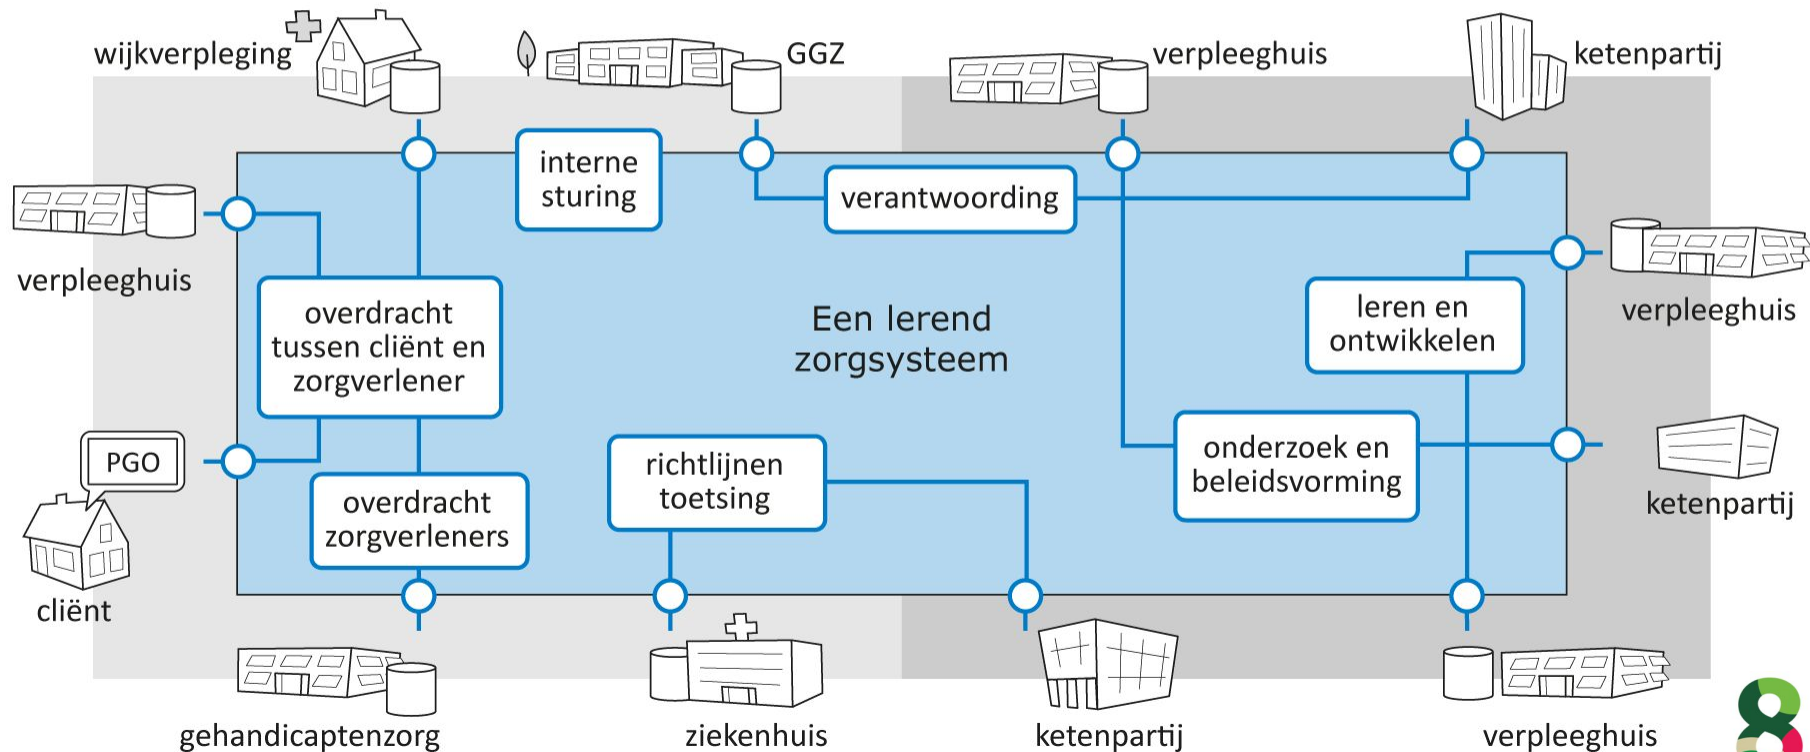 wijkverpleging
GGZ
verpleeghuis
ketenpartij
interne
sturing
verantwoording
verpleeghuis
overdracht
tussen cliënt en
zorgverlener
Een lerend
zorgsysteem
leren en
ontwikkelen
verpleeghuis
PGO
overdracht
zorgverleners
richtlijnen
toetsing
onderzoek en
beleidsvorming
ketenpartij
cliënt
gehandicaptenzorg
ziekenhuis
ketenpartij
verpleeghuis